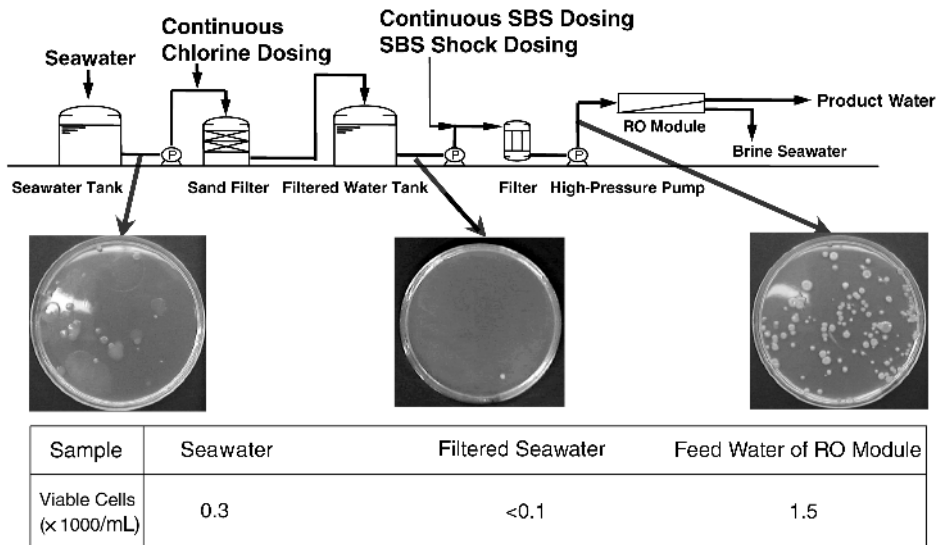 Continuous SBS Dosing
SBS Shock Dosing
Continuous
Chlorine Dosing
Seawater
P
P
P
Product Water
RO Module
Brine Seawater
Seawater Tank
Sand Filter
Filtered Water Tank
Filter
High-Pressure Pump
Sample Seawater Filtered Seawater Feed Water of RO Module
Viable Cells
(x 1000/mL) 0.3 <0.1 1.5